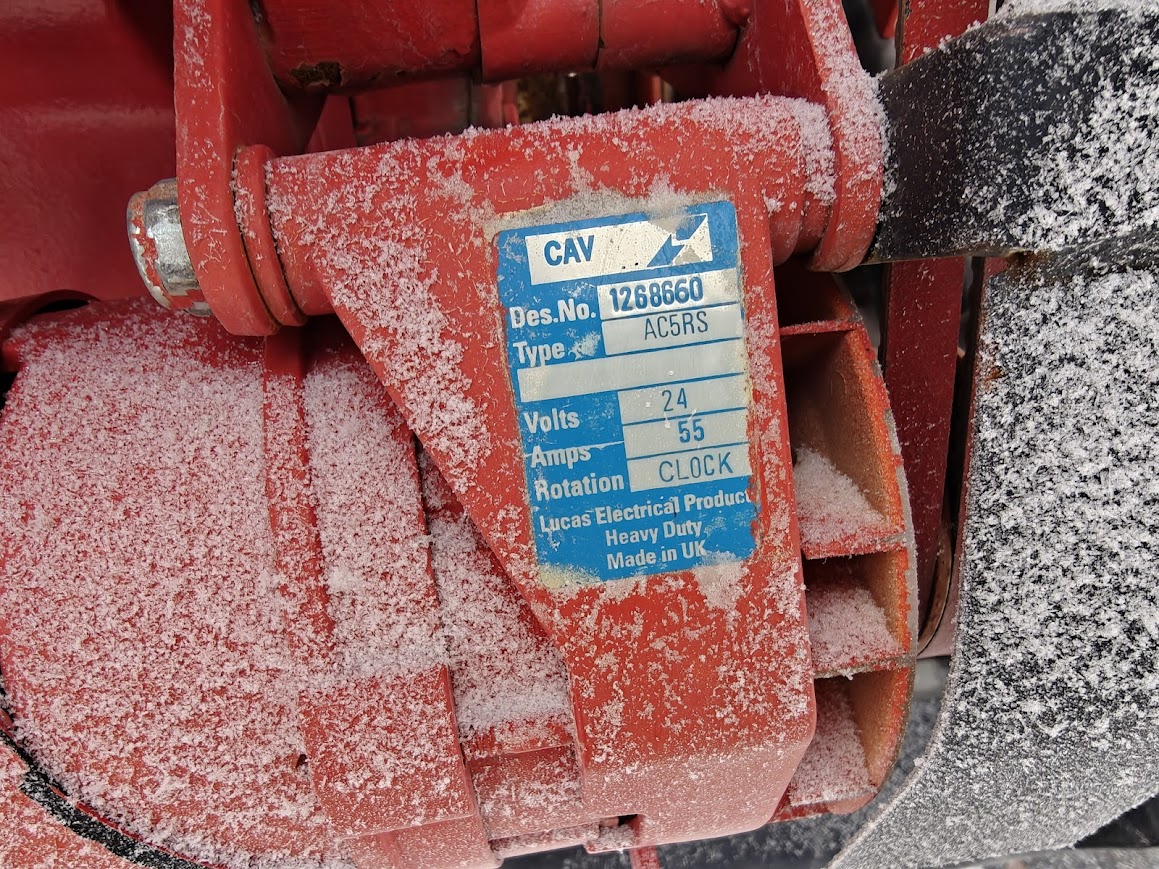 CAV
Des.No. 1268660
Type AC5RS
Volts 24
Amps 55
Rotation CLOCK
Lucas Electrical Product
Heavy Duty
Made in UK